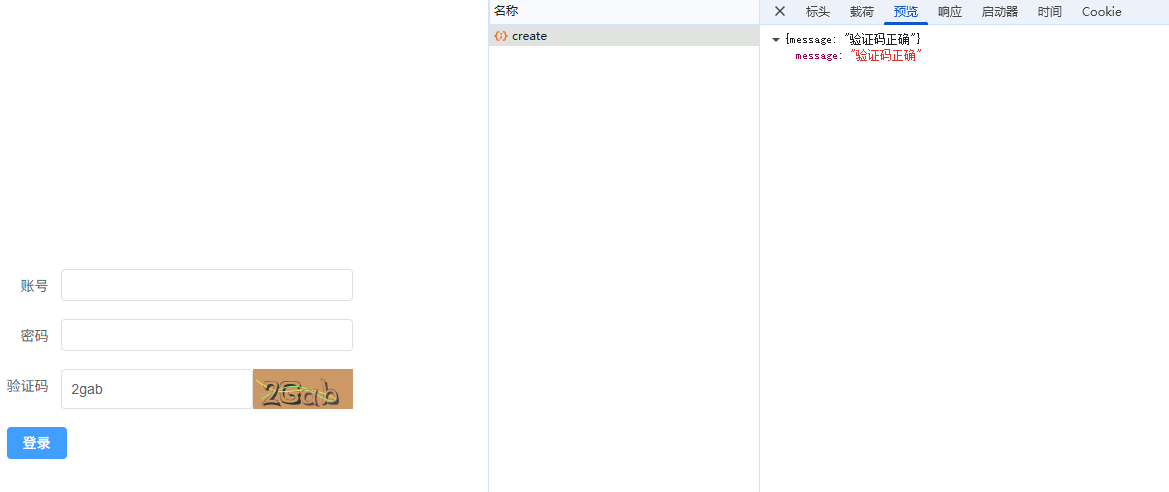 名称
create
标头 载荷 预览 响应 启动器 时间 Cookie
{message: "验证码正确"}
message: "验证码正确"
账号
密码
验证码 2gab 2Gab
登录